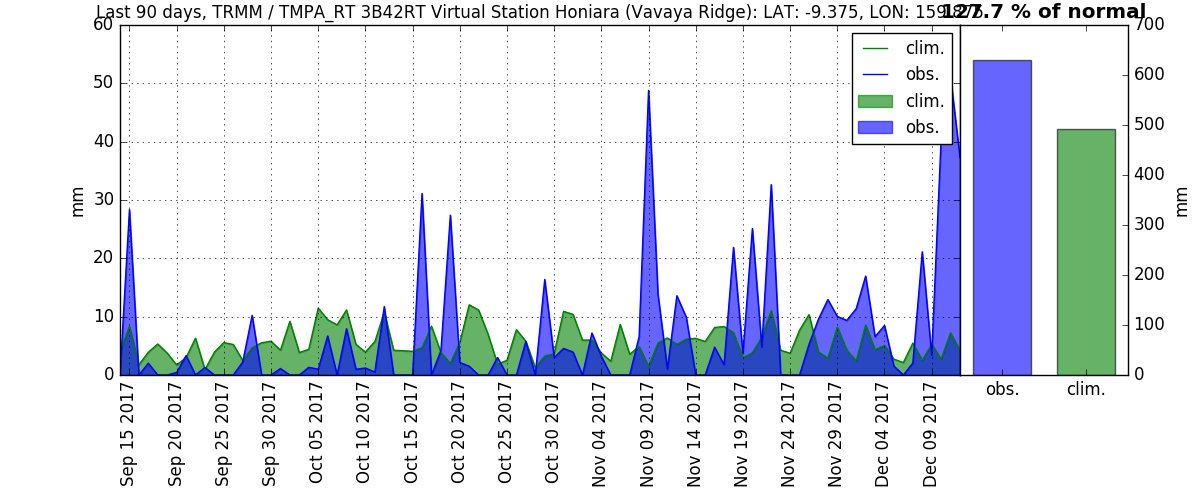 Last 90 days, TRMM / TMPA_RT 3B42RT Virtual Station Honiara (Vavaya Ridge): LAT: -9.375, LON: 159.875
127.7 % of normal
60
50
40
30
20
10
0
mm
clim.
obs.
clim.
obs.
700
600
500
400
300
200
100
0
mm
obs.
clim.
Sep 15 2017
Sep 20 2017
Sep 25 2017
Sep 30 2017
Oct 05 2017
Oct 10 2017
Oct 15 2017
Oct 20 2017
Oct 25 2017
Oct 30 2017
Nov 04 2017
Nov 09 2017
Nov 14 2017
Nov 19 2017
Nov 24 2017
Nov 29 2017
Dec 04 2017
Dec 09 2017